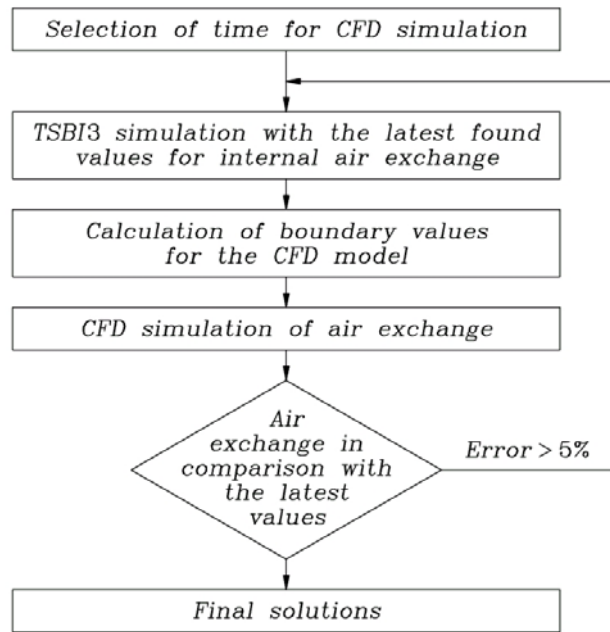 Selection of time for CFD simulation
TSBI3 simulation with the latest found
values for internal air exchange
Calculation of boundary values
for the CFD model
CFD simulation of air exchange
Air
exchange in
comparison with
the latest
values
Error > 5%
Final solutions